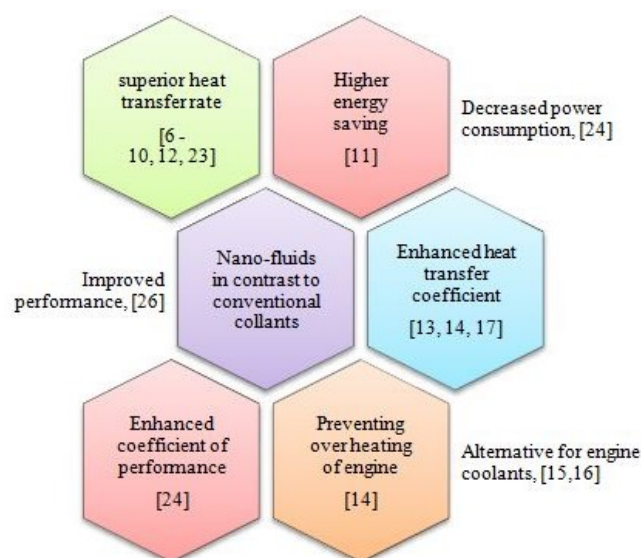 superior heat
transfer rate
[6 -
10, 12, 23]
Higher
energy
saving
[11]
Decreased power
consumption, [24]
Improved
performance, [26]
Nano-fluids
in contrast to
conventional
collants
Enhanced heat
transfer
coefficient
[13, 14, 17]
Enhanced
coefficient of
performance
[24]
Preventing
over heating
of engine
[14]
Alternative for engine
coolants, [15,16]